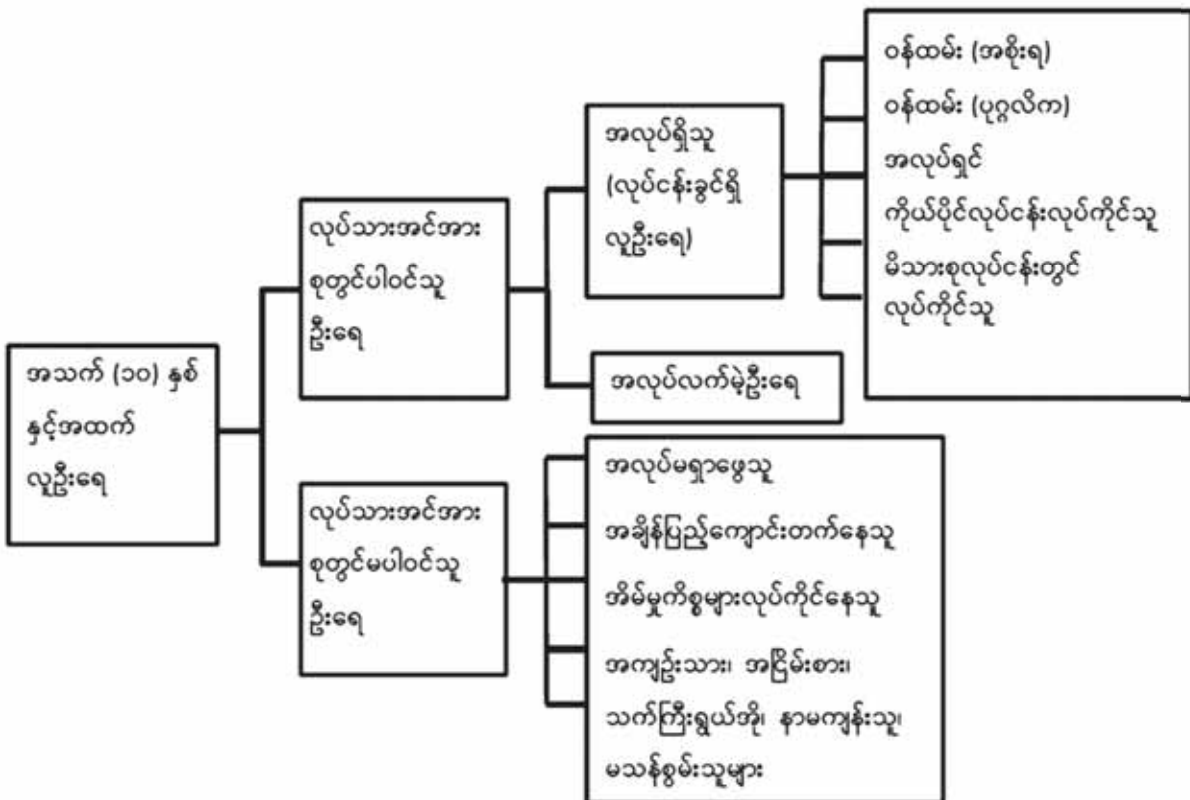 အသက် (၁၀) နှစ်
နှင့်အထက်
လူဦးရေ
လုပ်သားအင်အား
စုတွင်ပါဝင်သူ
ဦးရေ
အလုပ်ရှိသူ
(လုပ်ငန်းခွင်ရှိ
လူဦးရေ)
ဝန်ထမ်း (အစိုးရ)
ဝန်ထမ်း (ပုဂ္ဂလိက)
အလုပ်ရှင်
ကိုယ်ပိုင်လုပ်ငန်းလုပ်ကိုင်သူ
မိသားစုလုပ်ငန်းတွင်
လုပ်ကိုင်သူ
အလုပ်လက်မဲ့ဦးရေ
လုပ်သားအင်အား
စုတွင်မပါဝင်သူ
ဦးရေ
အလုပ်မရှာဖွေသူ
အချိန်ပြည့်ကျောင်းတက်နေသူ
အိမ်မှုကိစ္စများလုပ်ကိုင်နေသူ
အကျဉ်းသား၊ အငြိမ်းစား၊
သက်ကြီးရွယ်အို၊ နာမကျန်းသူ၊
မသန်စွမ်းသူများ